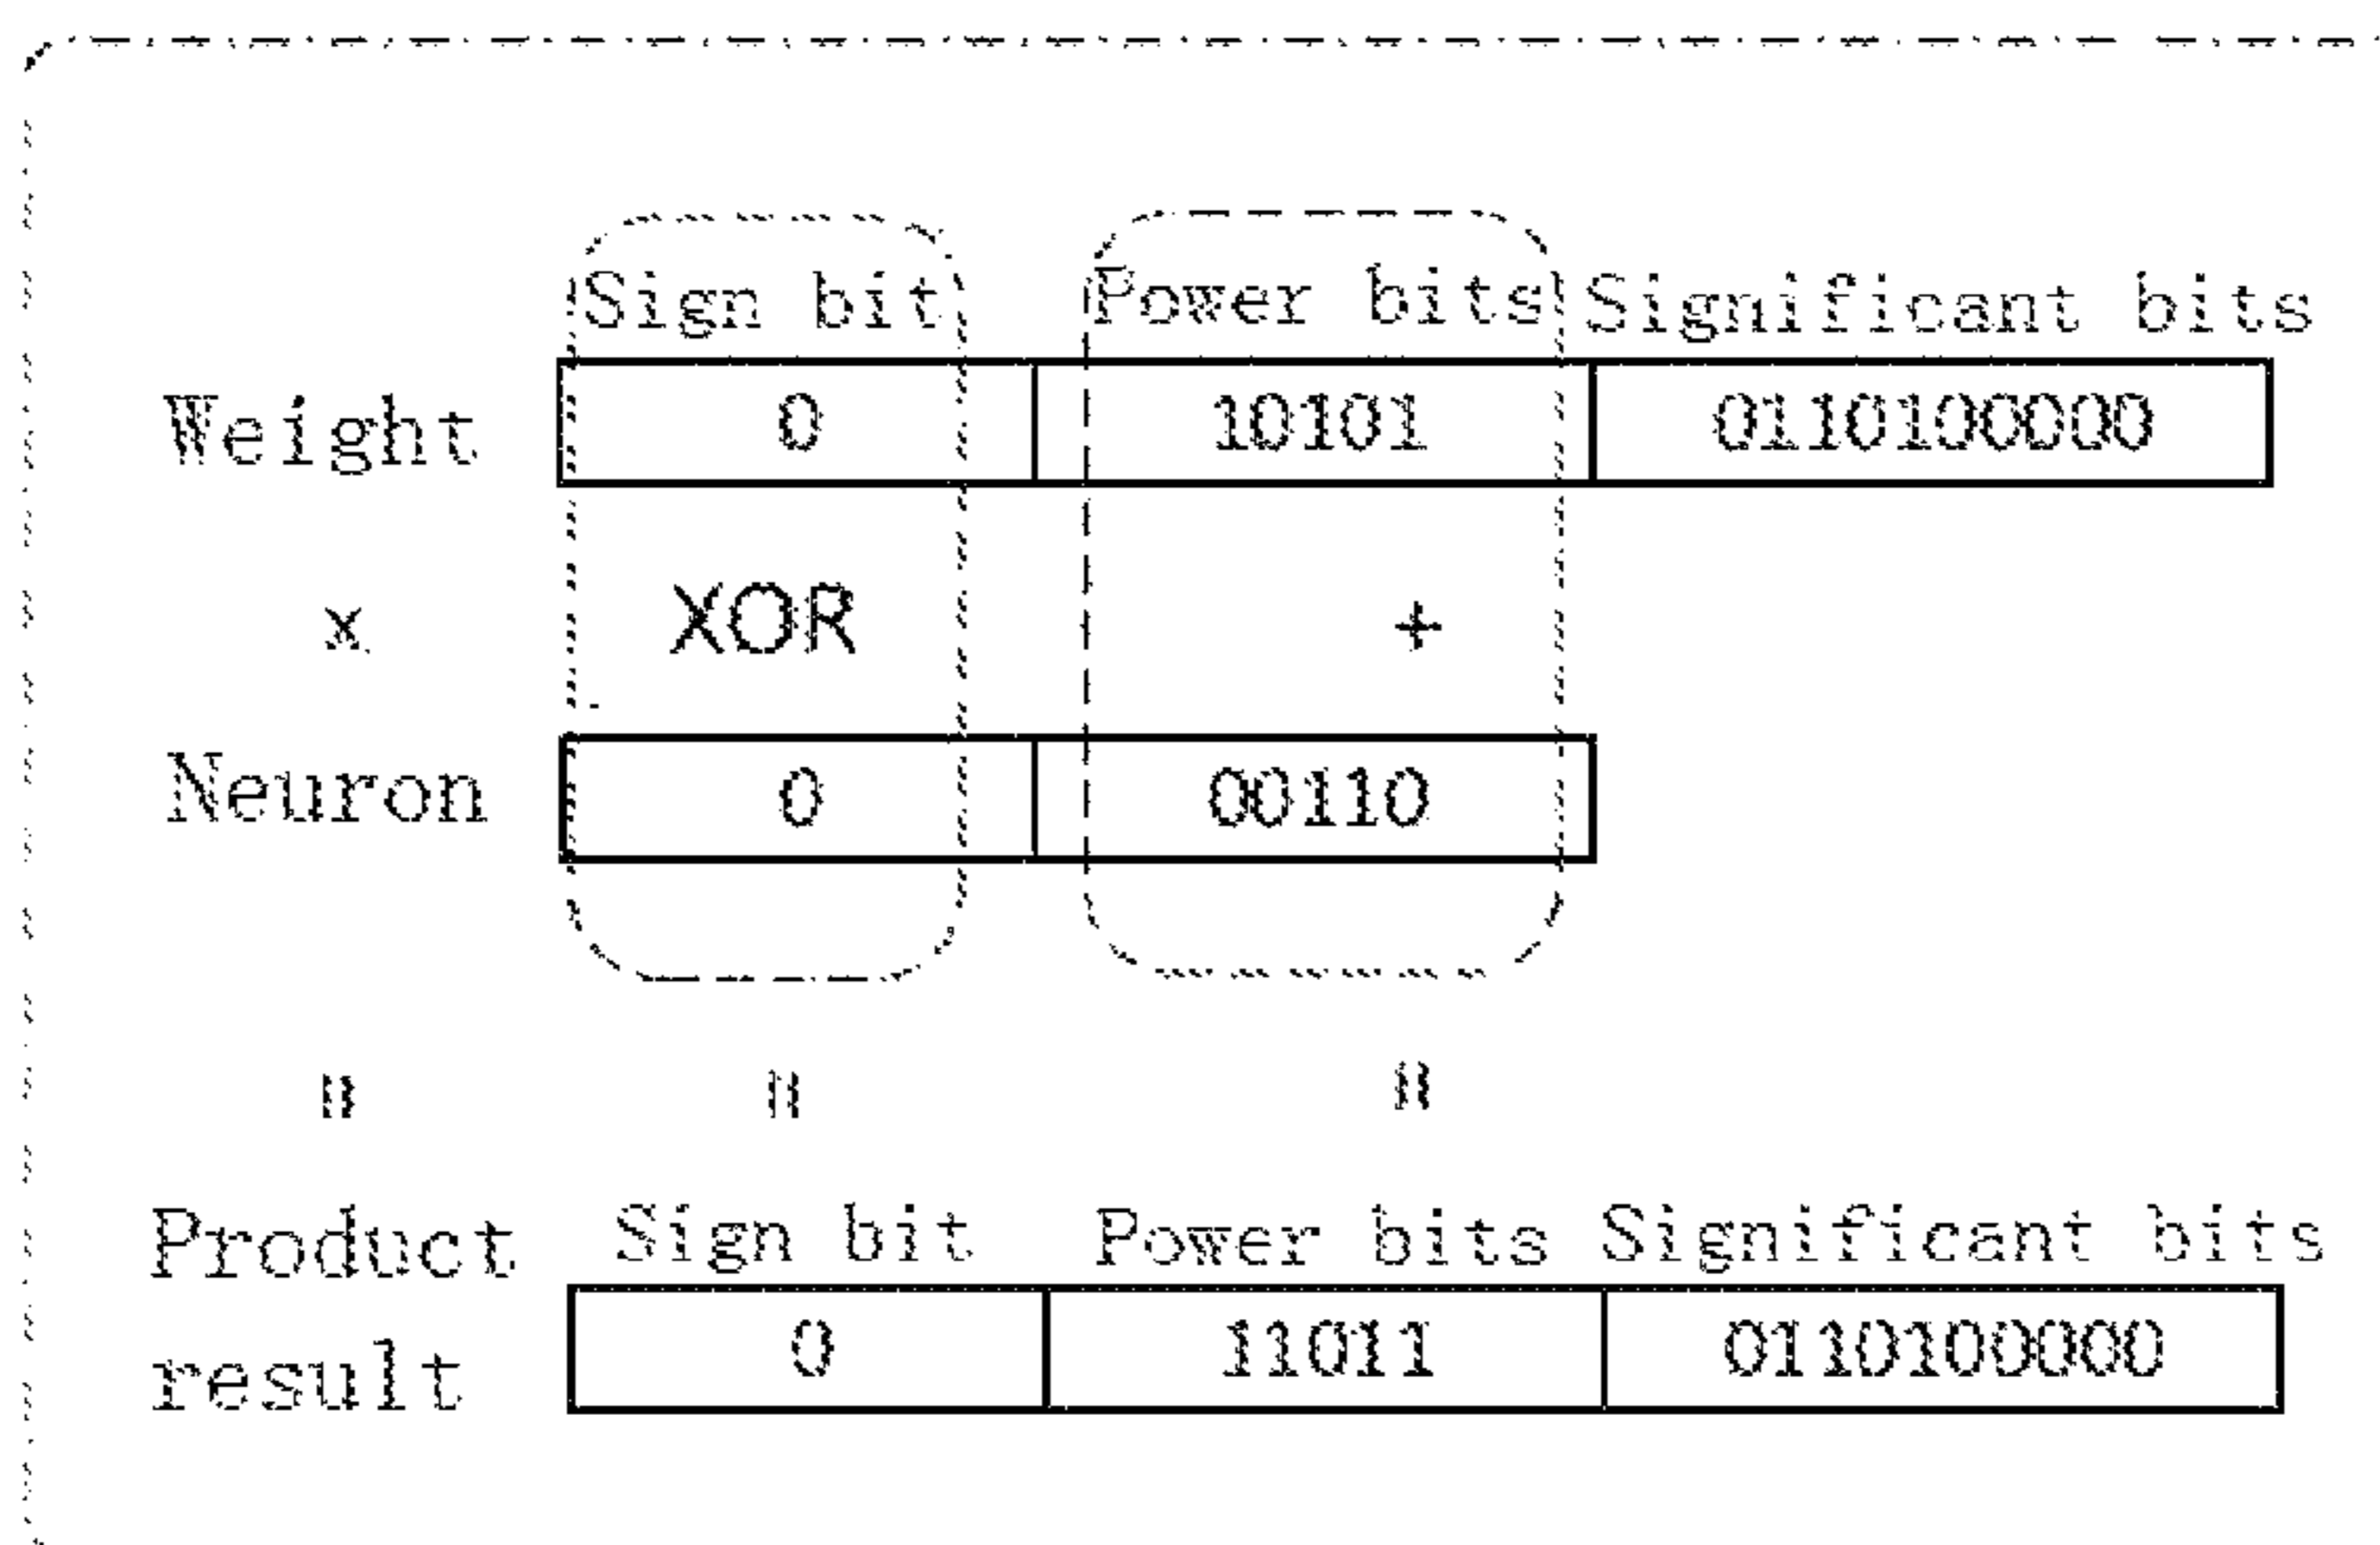 Sign bit Power bits Significant bits
Weight 0 10101 0110100000
x XOR +
Neuron 0 00110
= = =
Product Sign bit Power bits Significant bits
result 0 11011 0110100000